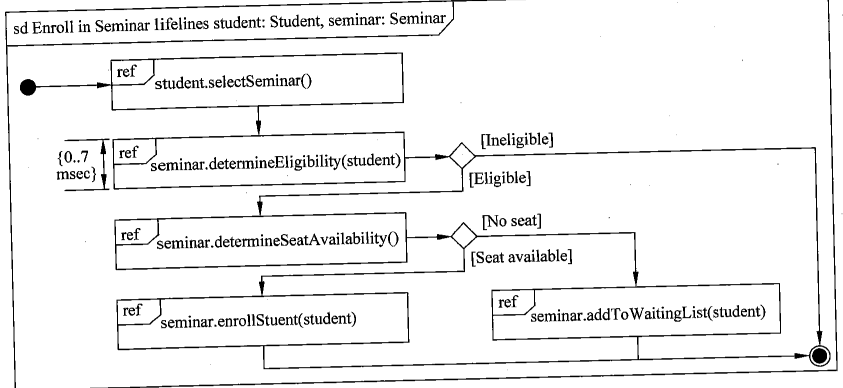 sd Enroll in Seminar lifelines student: Student, seminar: Seminar
ref
student.selectSeminar()
{0..7
msec}
ref
seminar.determineEligibility(student)
[Ineligible]
[Eligible]
ref
seminar.determineSeatAvailability()
[No seat]
[Seat available]
ref
seminar.enrollStuent(student)
ref
seminar.addToWaitingList(student)